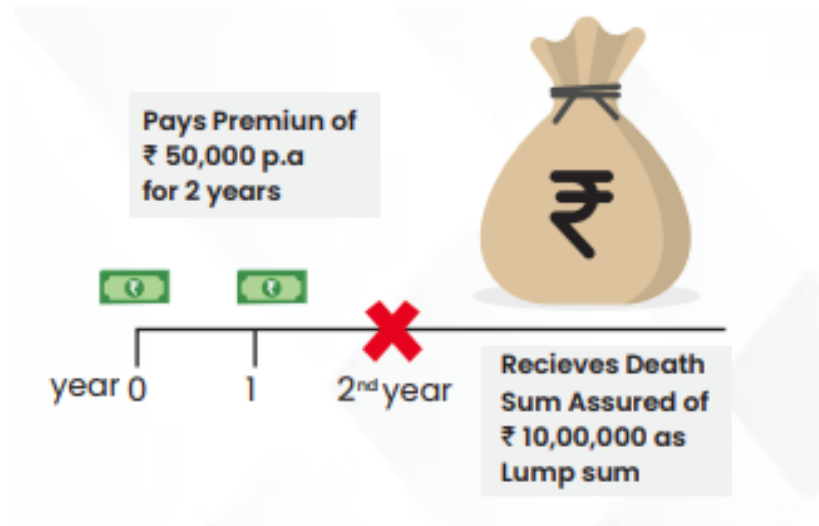 Pays Premiun of
₹ 50,000 p.a
for 2 years
₹
₹
₹
year 0
1
2nd year
Recieves Death
Sum Assured of
₹ 10,00,000 as
Lump sum